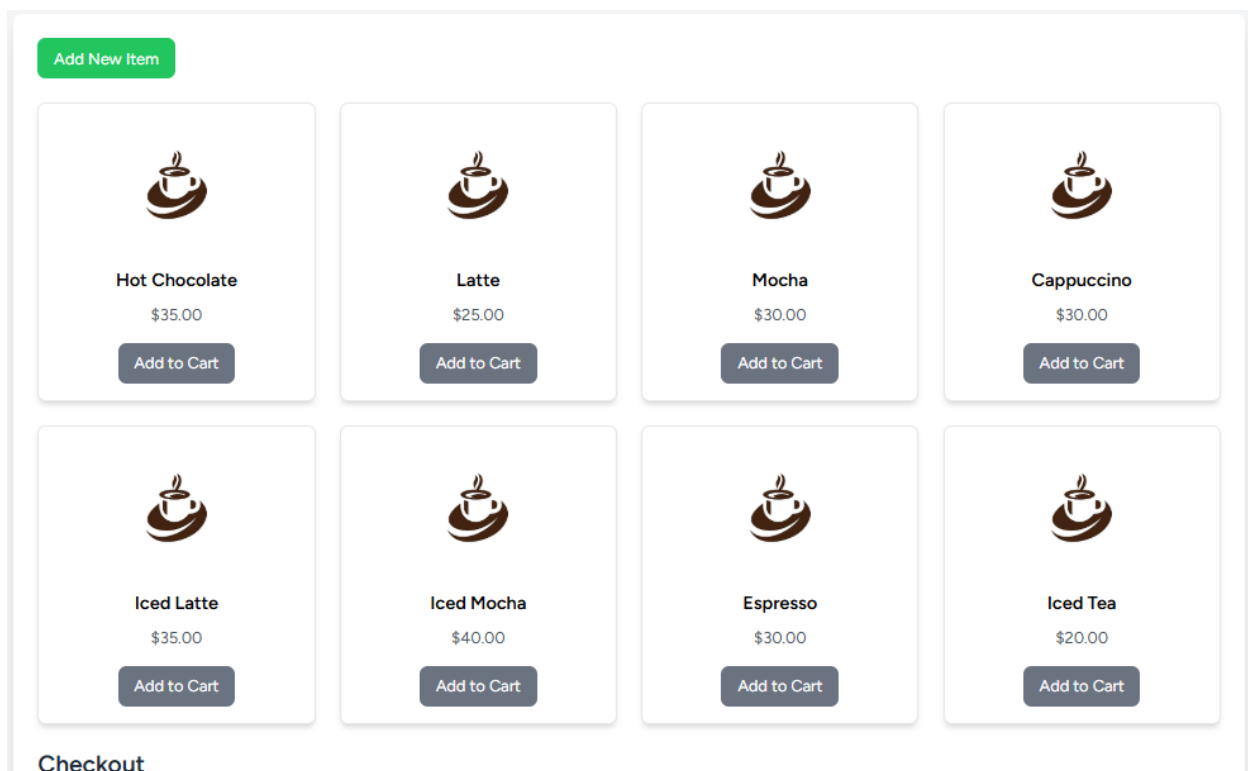 Add New Item
Hot Chocolate
$35.00
Add to Cart
Latte
$25.00
Add to Cart
Mocha
$30.00
Add to Cart
Cappuccino
$30.00
Add to Cart
Iced Latte
$35.00
Add to Cart
Iced Mocha
$40.00
Add to Cart
Espresso
$30.00
Add to Cart
Iced Tea
$20.00
Add to Cart
Checkout